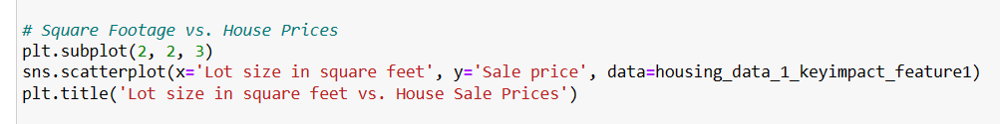 # Square Footage vs. House Prices
plt.subplot(2, 2, 3)
sns.scatterplot(x='Lot size in square feet', y='Sale price', data=housing_data_1_keyimpact_feature1)
plt.title('Lot size in square feet vs. House Sale Prices')